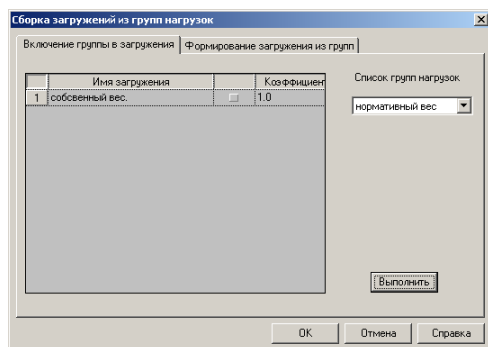 Сборка загружений из групп нагрузок
Включение группы в загружения
Формирование загружения из групп
Имя загружения
Коэффициен
1
собсвенный вес.
1.0
Список групп нагрузок
нормативный вес
Выполнить
OK
Отмена
Справка